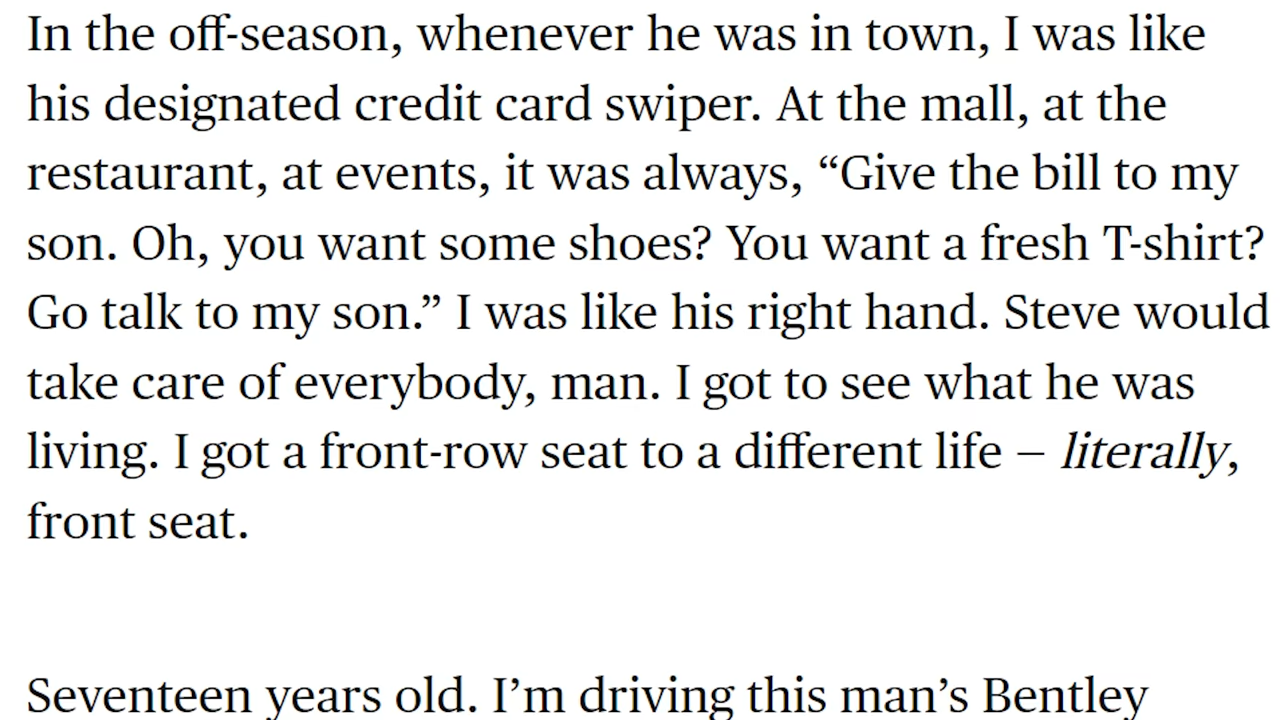 In the off-season, whenever he was in town, I was like
his designated credit card swiper. At the mall, at the
restaurant, at events, it was always, “Give the bill to my
son. Oh, you want some shoes? You want a fresh T-shirt?
Go talk to my son.” I was like his right hand. Steve would
take care of everybody, man. I got to see what he was
living. I got a front-row seat to a different life – literally,
front seat.
Seventeen years old. I’m driving this man’s Bentley